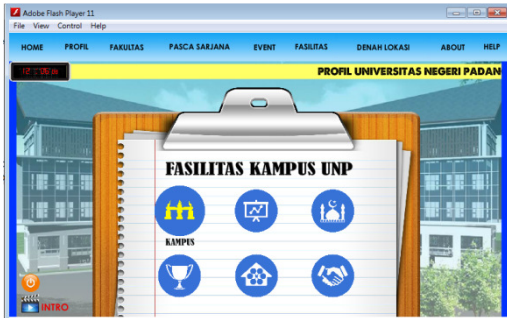 Adobe Flash Player 11
File View Control Help
HOME PROFIL FAKULTAS PASCA SARJANA EVENT FASILITAS DENAH LOKASI ABOUT HELP
PROFIL UNIVERSITAS NEGERI PADAN
FASILITAS KAMPUS UNP
KAMPUS
INTRO